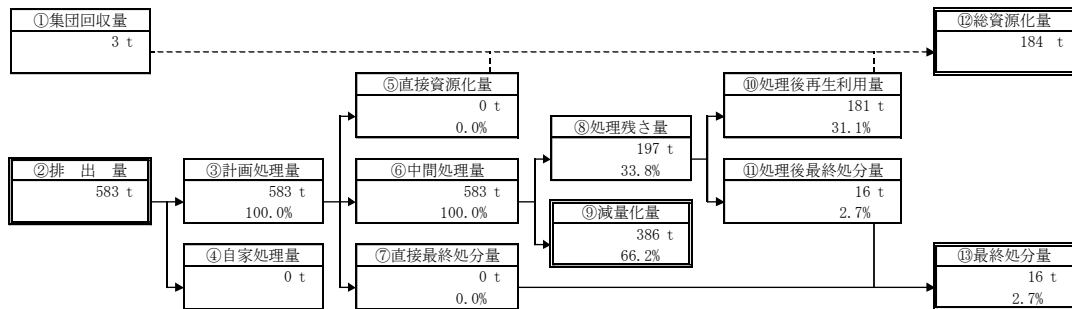 ①集団回収量
3 t
⑫総資源化量
184 t
⑤直接資源化量
0 t
0.0%
⑩処理後再生利用量
181 t
31.1%
⑧処理残さ量
197 t
33.8%
②排 出 量
583 t
③計画処理量
583 t
100.0%
⑥中間処理量
583 t
100.0%
⑪処理後最終処分量
16 t
2.7%
⑨減量化量
386 t
66.2%
④自家処理量
0 t
⑦直接最終処分量
0 t
0.0%
⑬最終処分量
16 t
2.7%